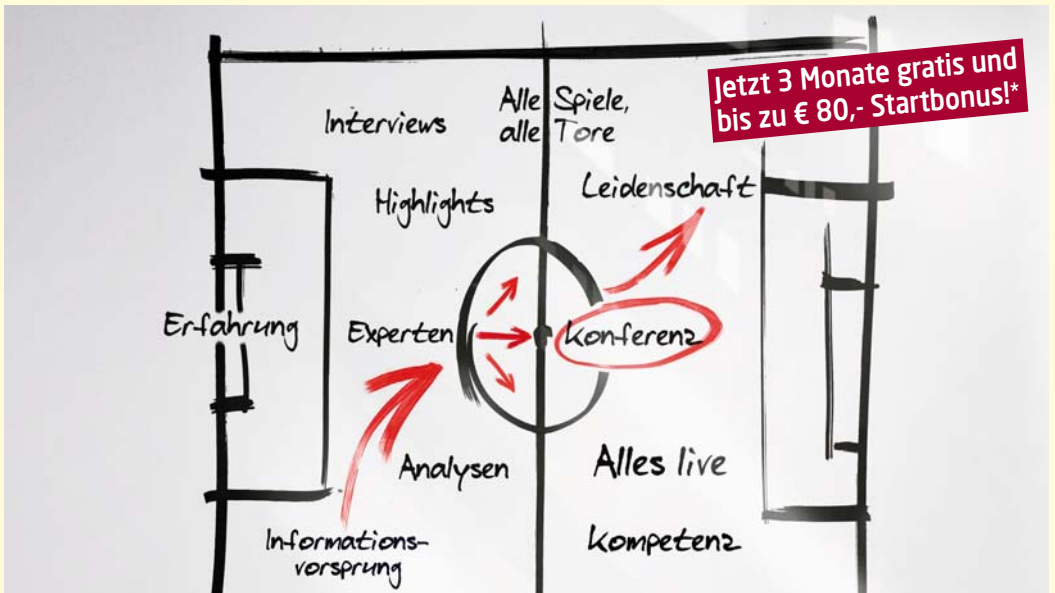 Jetzt 3 Monate gratis und
bis zu € 80,- Startbonus!*
Interviews
Alle Spiele,
alle Tore
Highlights
Leidenschaft
Erfahrung
Experten
Konferenz
Analysen
Alles live
Informations-
vorsprung
Kompetenz